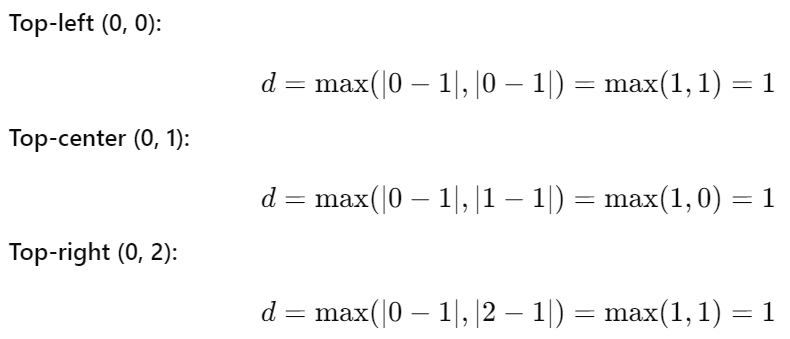 Top-left (0, 0):
d = max(|0 − 1|, |0 − 1|) = max(1, 1) = 1
Top-center (0, 1):
d = max(|0 − 1|, |1 − 1|) = max(1, 0) = 1
Top-right (0, 2):
d = max(|0 − 1|, |2 − 1|) = max(1, 1) = 1